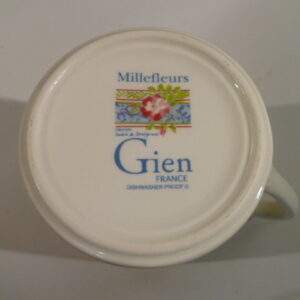 Millefleurs
Gien
FRANCE
DISHWASHER PROOF ©